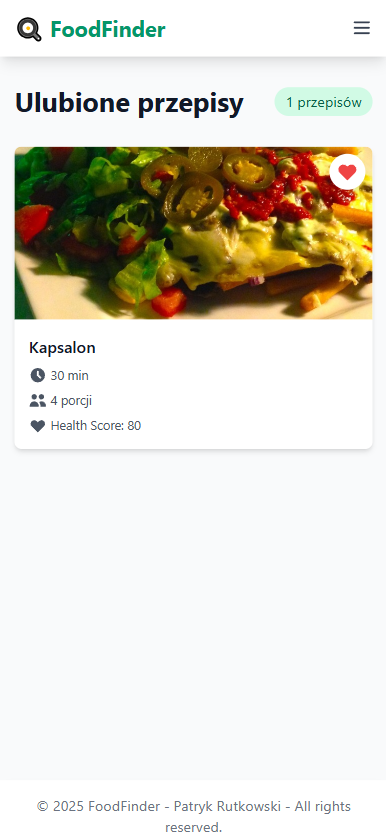 FoodFinder
Ulubione przepisy
1 przepisów
Kapsalon
30 min
4 porcji
Health Score: 80
© 2025 FoodFinder - Patryk Rutkowski - All rights
reserved.